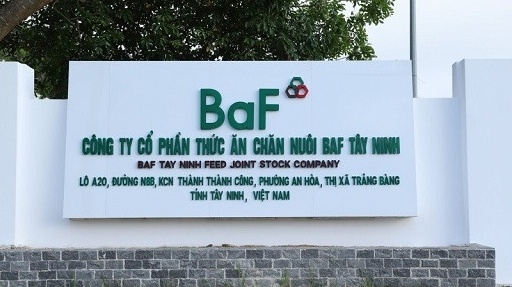 BaF
CÔNG TY CỔ PHẦN THỨC ĂN CHĂN NUÔI BAF TÂY NINH
BAF TAY NINH FEED JOINT STOCK COMPANY
LÔ A20, ĐƯỜNG N8B, KCN THÀNH THÀNH CÔNG, PHƯỜNG AN HÒA, THỊ XÃ TRẢNG BÀNG
TỈNH TÂY NINH, VIỆT NAM